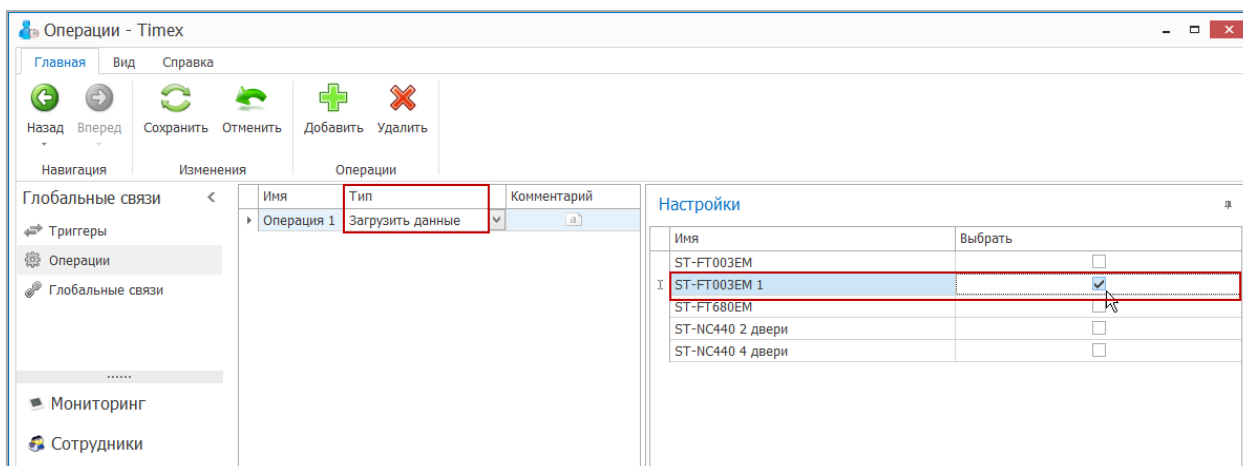 Операции - Timex
Главная Вид Справка
Назад Вперед Сохранить Отменить Добавить Удалить
Навигация Изменения Операции
Глобальные связи
Триггеры
Операции
Глобальные связи
Мониторинг
Сотрудники
Имя Тип Комментарий
Операция 1 Загрузить данные a
Настройки
Имя Выбрать
ST-FT003EM
ST-FT003EM 1
ST-FT680EM
ST-NC440 2 двери
ST-NC440 4 двери